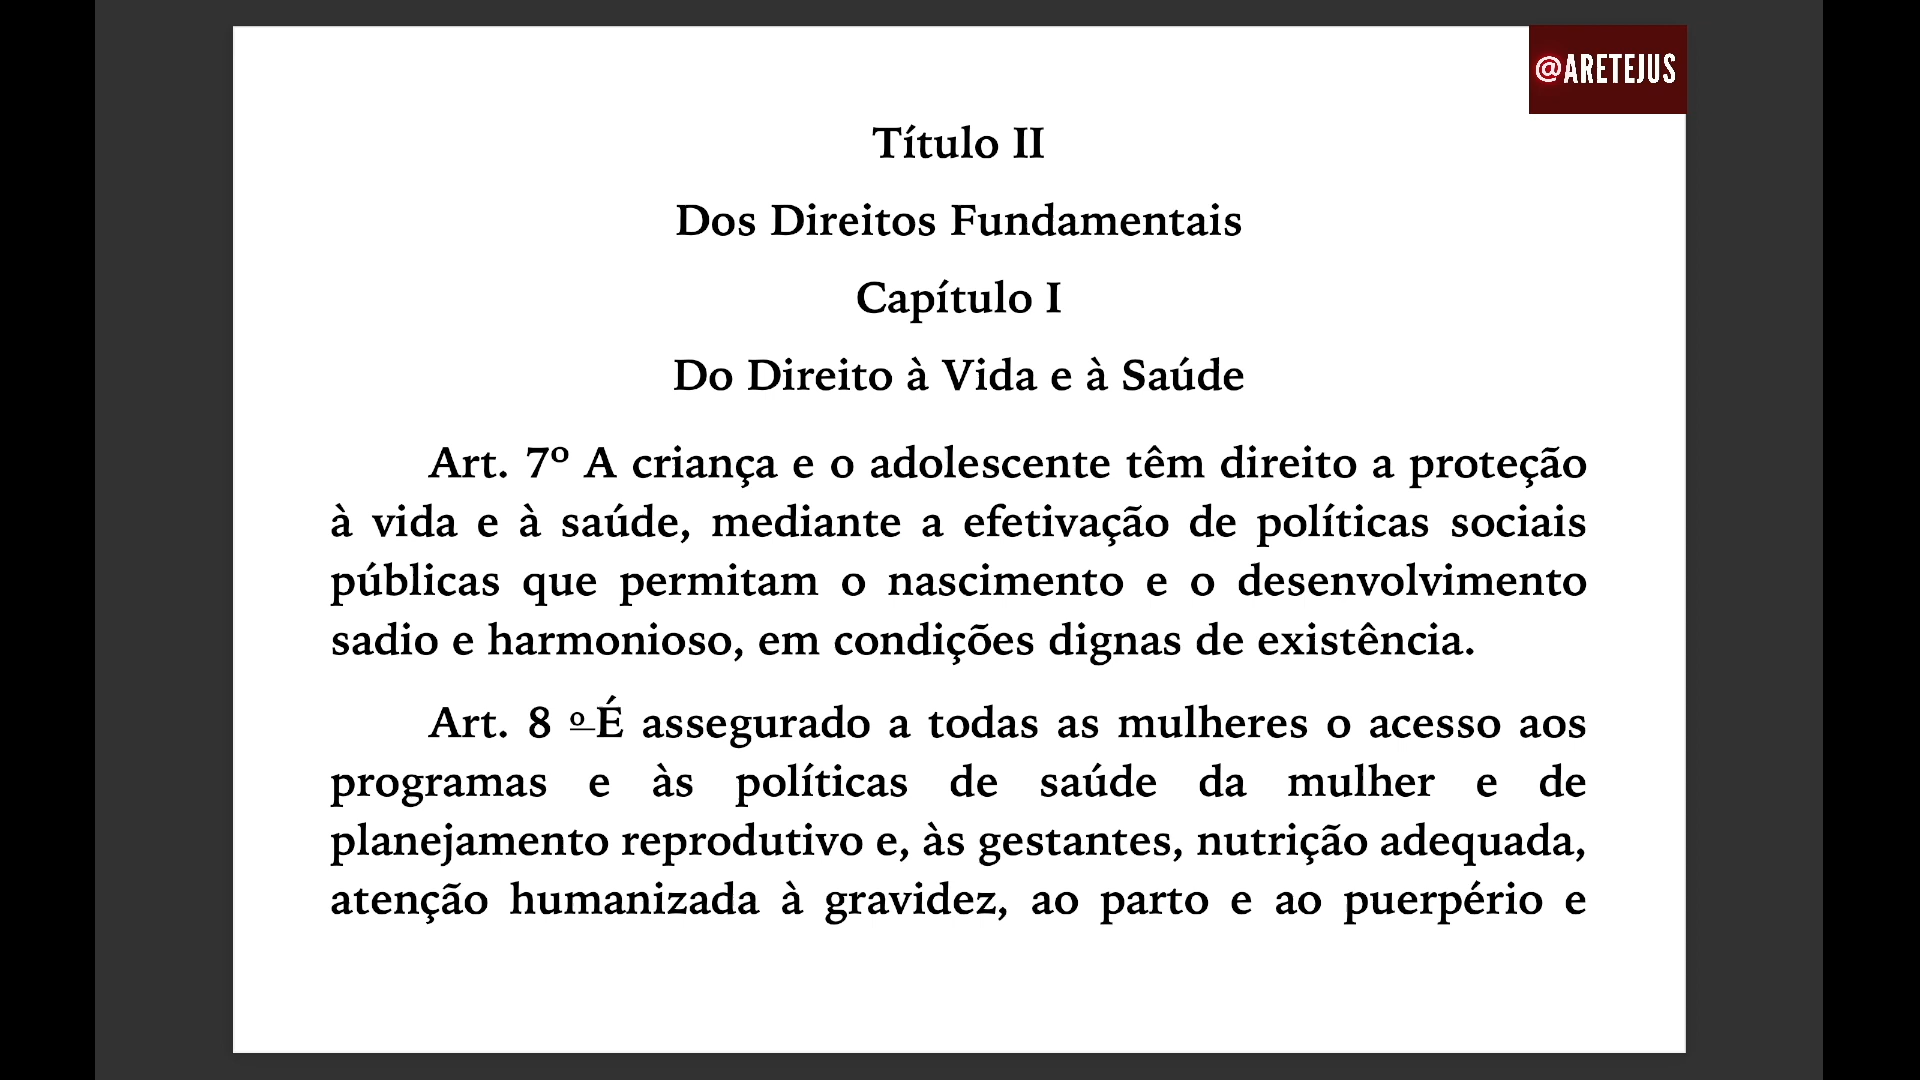 @ARETEJUS
Título II
Dos Direitos Fundamentais
Capítulo I
Do Direito à Vida e à Saúde
Art. 7º A criança e o adolescente têm direito a proteção
à vida e à saúde, mediante a efetivação de políticas sociais
públicas que permitam o nascimento e o desenvolvimento
sadio e harmonioso, em condições dignas de existência.
Art. 8 º É assegurado a todas as mulheres o acesso aos
programas e às políticas de saúde da mulher e de
planejamento reprodutivo e, às gestantes, nutrição adequada,
atenção humanizada à gravidez, ao parto e ao puerpério e